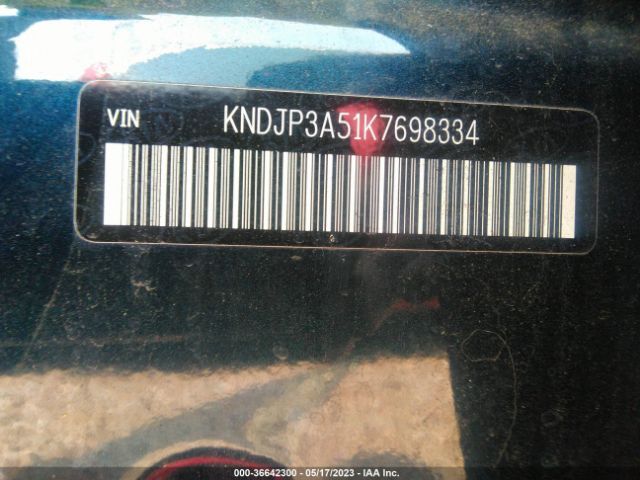 VIN KNDJP3A51K7698334
000-36642300 - 05/17/2023 - IAA Inc.